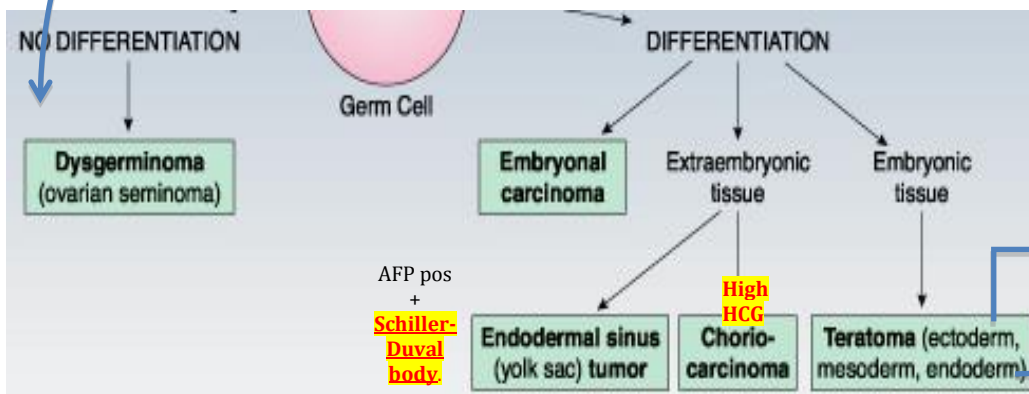 NO DIFFERENTIATION
DIFFERENTIATION
Germ Cell
Dysgerminoma
(ovarian seminoma)
Embryonal
carcinoma
Extraembryonic
tissue
Embryonic
tissue
AFP pos
+
Schiller-
Duval
body.
High
HCG
Endodermal sinus
(yolk sac) tumor
Chorio-
carcinoma
Teratoma (ectoderm,
mesoderm, endoderm)